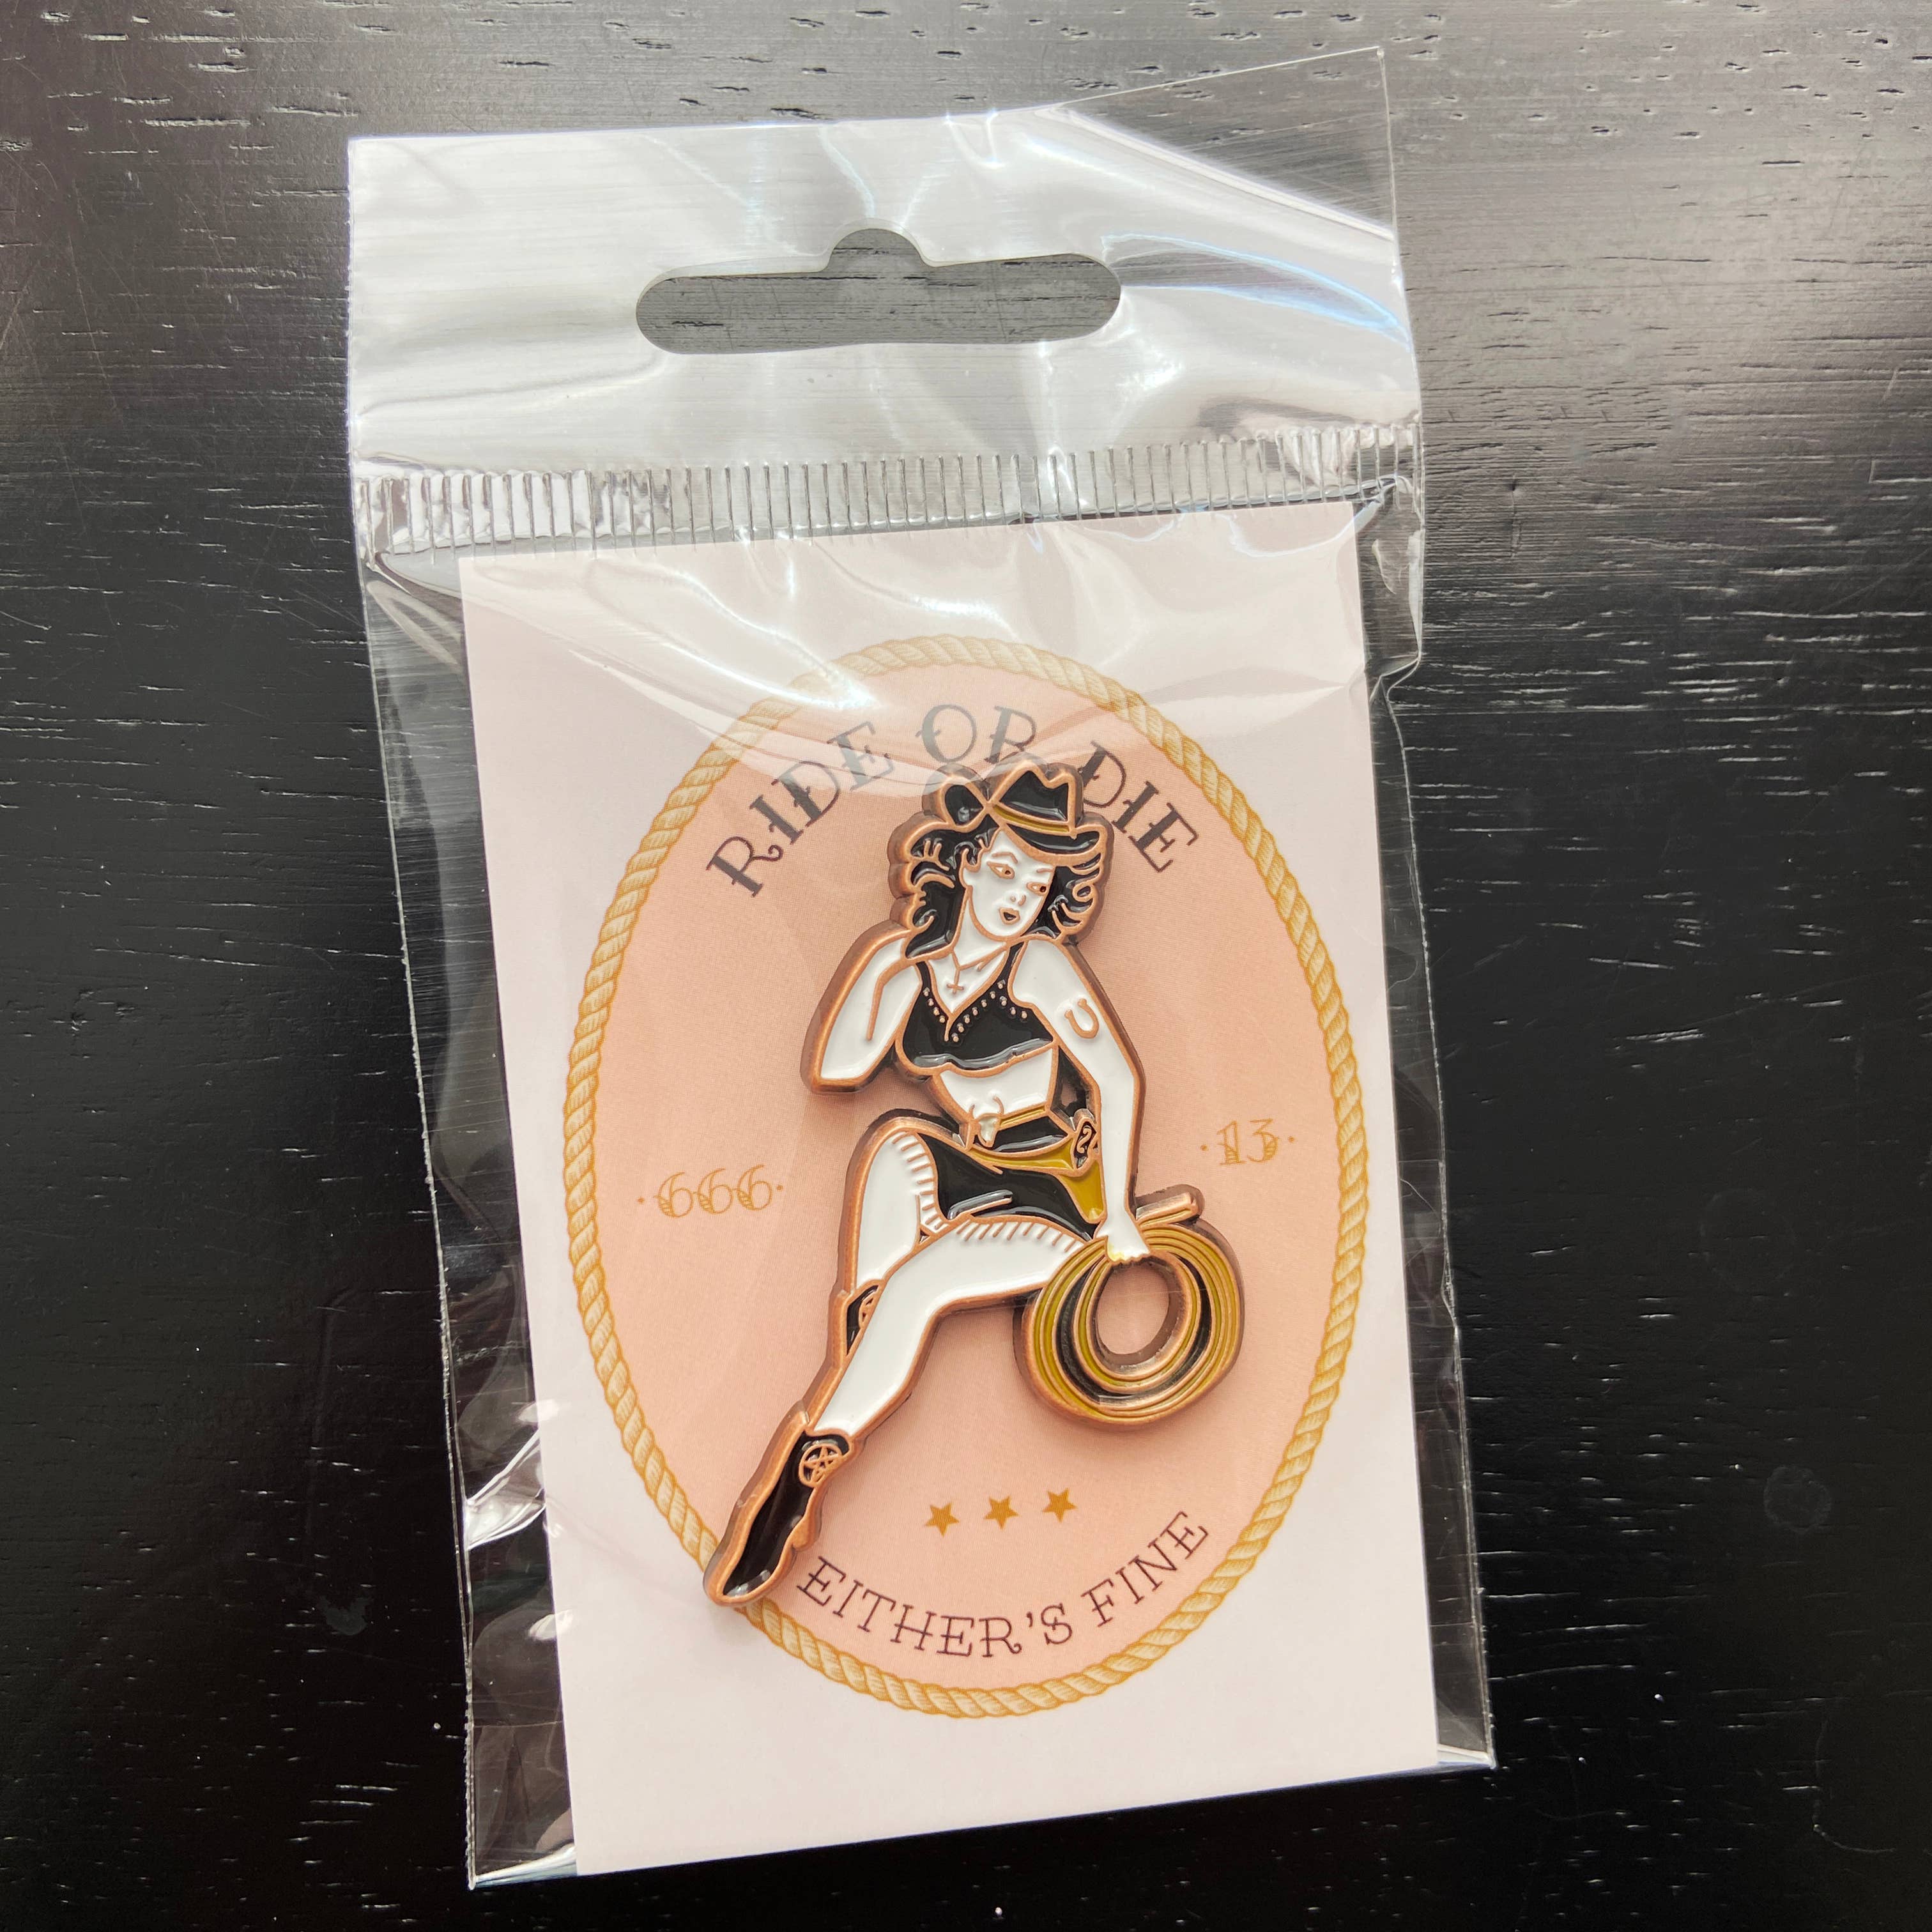 RIDE OR DIE
·666·
·13·
EITHER'S FINE